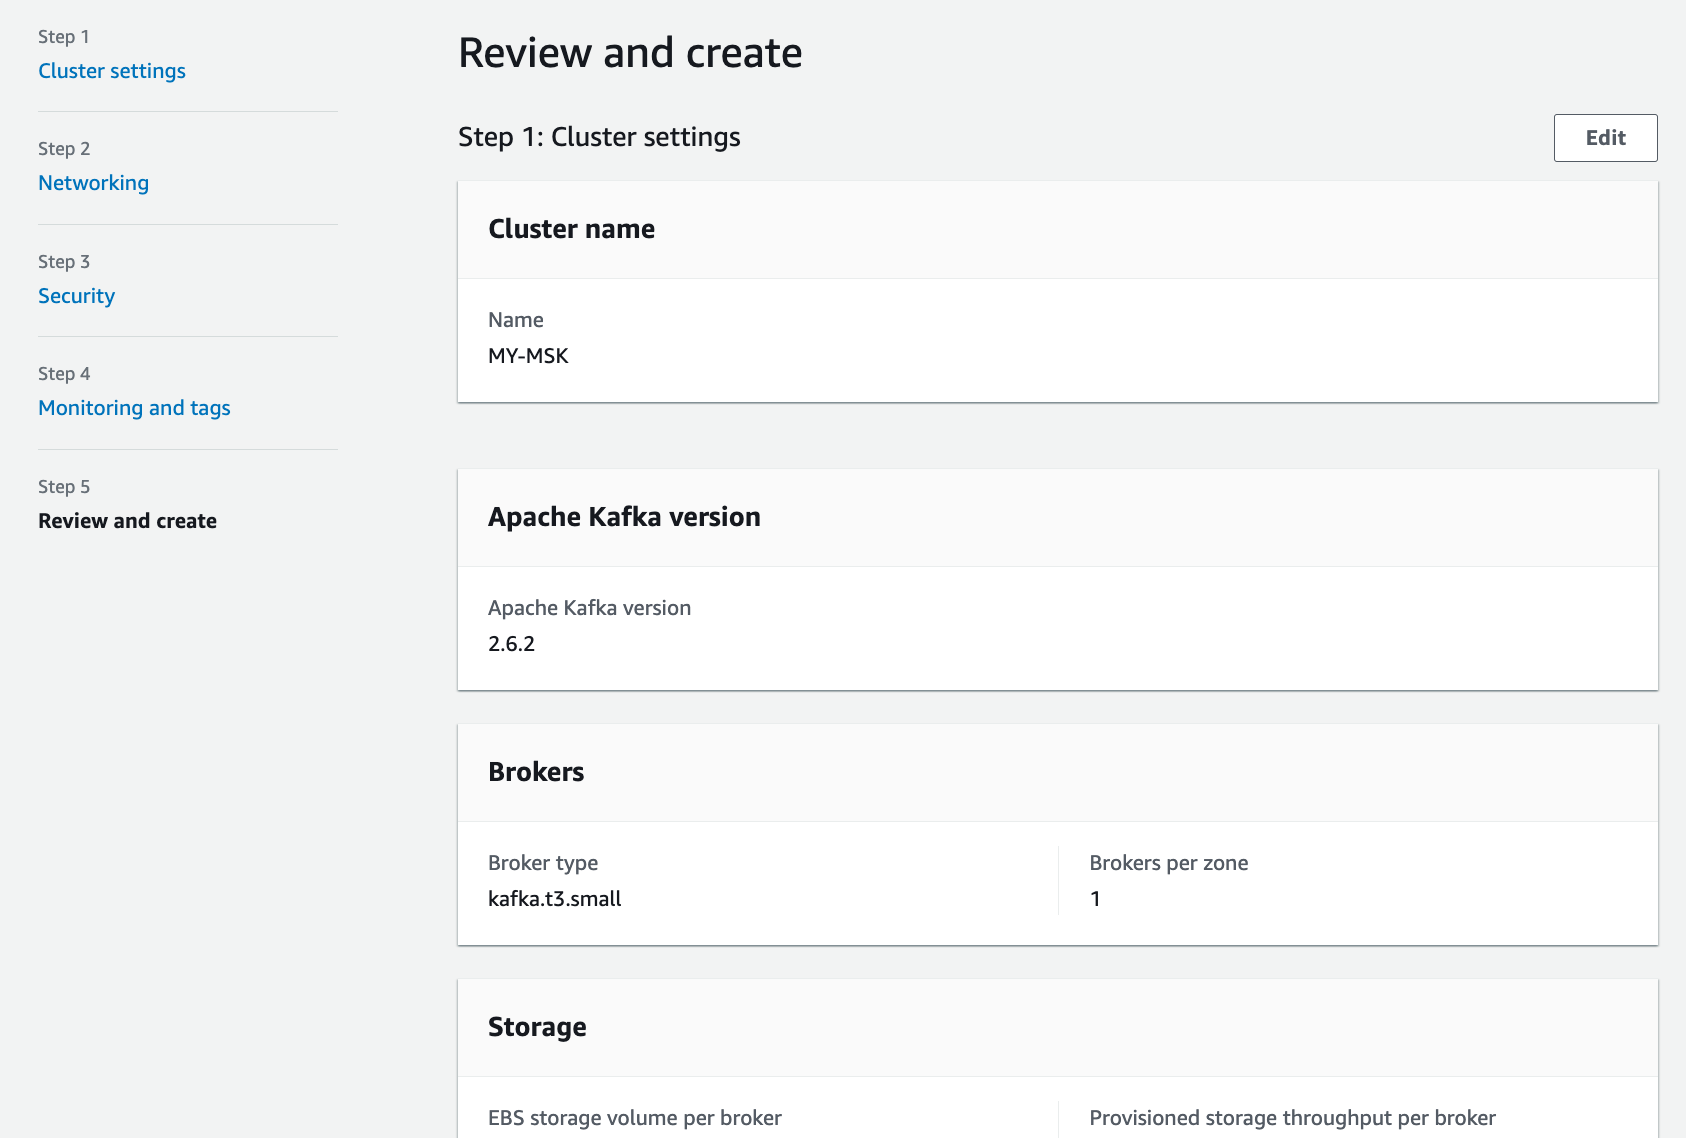 Step 1
Cluster settings
Step 2
Networking
Step 3
Security
Step 4
Monitoring and tags
Step 5
Review and create
Review and create
Step 1: Cluster settings
Edit
Cluster name
Name
MY-MSK
Apache Kafka version
Apache Kafka version
2.6.2
Brokers
Broker type
kafka.t3.small
Brokers per zone
1
Storage
EBS storage volume per broker
Provisioned storage throughput per broker